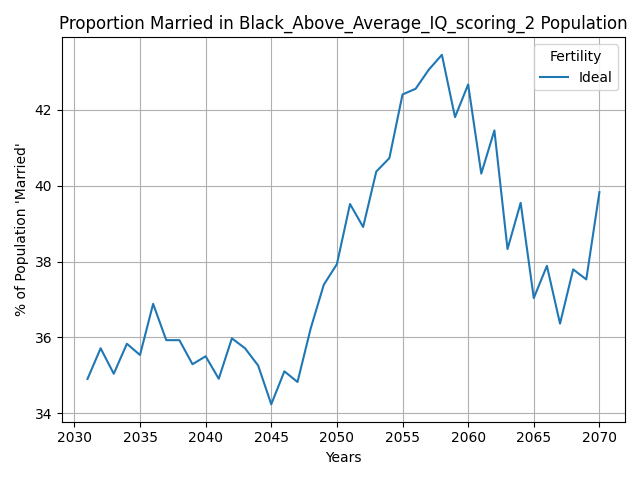 Proportion Married in Black_Above_Average_IQ_scoring_2 Population
Fertility
Ideal
% of Population 'Married'
42
40
38
36
34
2030 2035 2040 2045 2050 2055 2060 2065 2070
Years